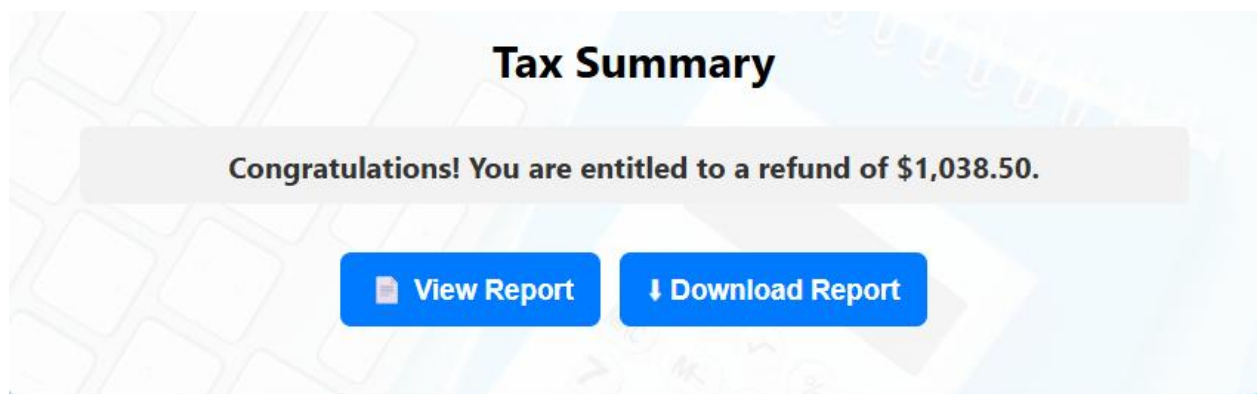 Tax Summary
Congratulations! You are entitled to a refund of $1,038.50.
View Report
⬇ Download Report